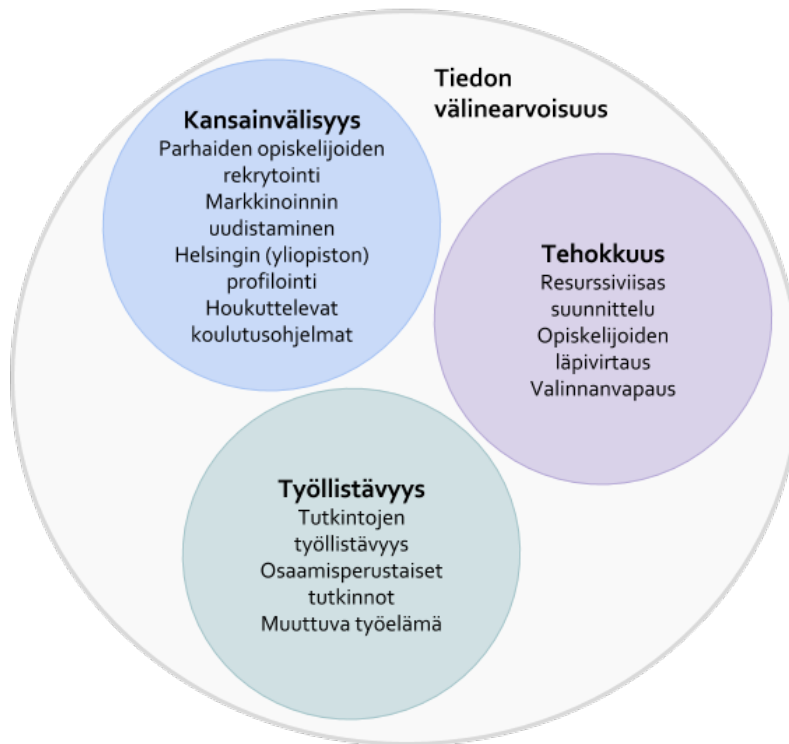 Tiedon
välinearvoisuus
Kansainvälisyys
Parhaiden opiskelijoiden
rekrytointi
Markkinoinnin
uudistaminen
Helsingin (yliopiston)
profilointi
Houkuttelevat
koulutusohjelmat
Tehokkuus
Resurssiviisas
suunnittelu
Opiskelijoiden
läpivirtaus
Valinnanvapaus
Työllistävyys
Tutkintojen
työllistävyys
Osaamisperustaiset
tutkinnot
Muuttuva työelämä